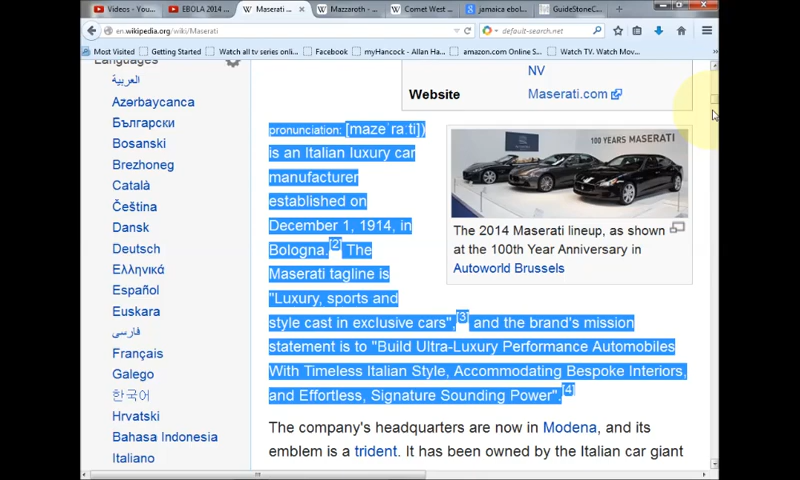 Videos - You...
EBOLA 2014 ...
Maserati ...
Mazzaroth - ...
Comet West ...
jamaica ebol...
GuideStoneC...
en.wikipedia.org/wiki/Maserati
default-search.net
Most Visited
Getting Started
Watch all tv series onli...
Facebook
myHancock - Allan Ha...
amazon.com Online S...
Watch TV. Watch Mov...
Languages
العربية
Azərbaycanca
Български
Bosanski
Brezhoneg
Català
Čeština
Dansk
Deutsch
Ελληνικά
Español
Euskara
فارسی
Français
Galego
한국어
Hrvatski
Bahasa Indonesia
Italiano
NV
Website Maserati.com
pronunciation: [mazeˈraːti])
is an Italian luxury car
manufacturer
established on
December 1, 1914, in
Bologna.[2] The
Maserati tagline is
"Luxury, sports and
style cast in exclusive cars",[3] and the brand's mission
statement is to "Build Ultra-Luxury Performance Automobiles
With Timeless Italian Style, Accommodating Bespoke Interiors,
and Effortless, Signature Sounding Power".[4]
100 YEARS MASERATI
The 2014 Maserati lineup, as shown
at the 100th Year Anniversary in
Autoworld Brussels
The company's headquarters are now in Modena, and its
emblem is a trident. It has been owned by the Italian car giant